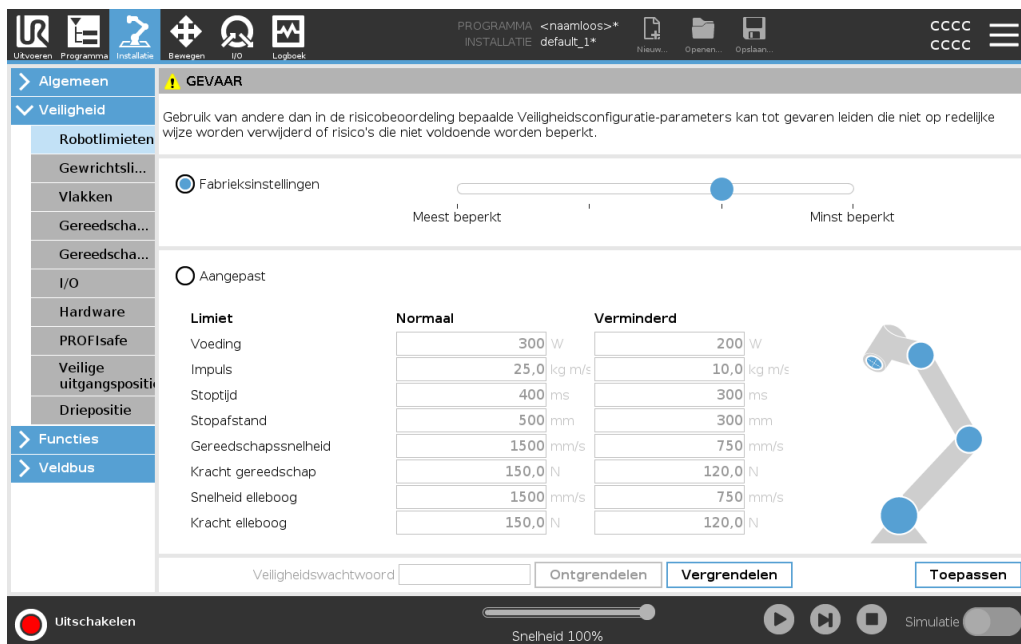 UR
PROGRAMMA <naamloos>*
INSTALLATIE default_1*
Uitvoeren Programma Installatie Bewegen I/O Logboek
Nieuw... Openen... Opslaan...
CCCC
CCCC
Algemeen
Veiligheid
Robotlimieten
Gewrichtsli...
Vlakken
Gereedscha...
Gereedscha...
I/O
Hardware
PROFIsafe
Veilige
uitgangspositi
Driepositie
Functies
Veldbus
GEVAAR
Gebruik van andere dan in de risicobeoordeling bepaalde Veiligheidsconfiguratie-parameters kan tot gevaren leiden die niet op redelijke
wijze worden verwijderd of risico's die niet voldoende worden beperkt.
Fabrieksinstellingen
Meest beperkt Minst beperkt
Aangepast
Limiet Normaal Verminderd
Voeding 300 W 200 W
Impuls 25,0 kg m/s 10,0 kg m/s
Stoptijd 400 ms 300 ms
Stopafstand 500 mm 300 mm
Gereedschapssnelheid 1500 mm/s 750 mm/s
Kracht gereedschap 150,0 N 120,0 N
Snelheid elleboog 1500 mm/s 750 mm/s
Kracht elleboog 150,0 N 120,0 N
Veiligheidswachtwoord Ontgrendelen Vergrendelen Toepassen
Uitschakelen
Snelheid 100%
Simulatie